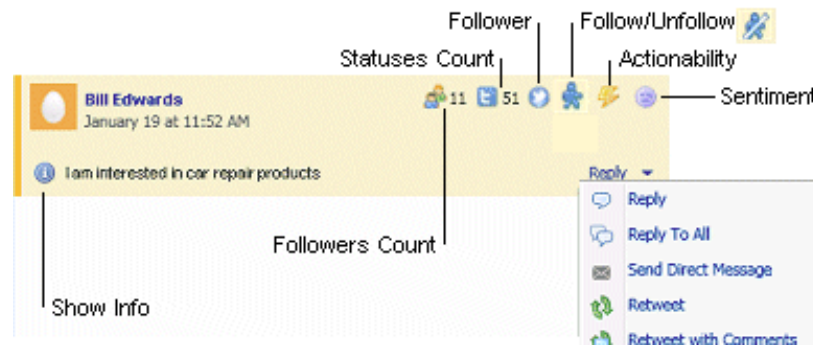 Follower
Follow/Unfollow
Statuses Count
Actionability
Bill Edwards
11
51
Sentiment
January 19 at 11:52 AM
I am interested in car repair products
Reply
Reply
Reply To All
Followers Count
Send Direct Message
Show Info
Retweet
Retweet with Comments